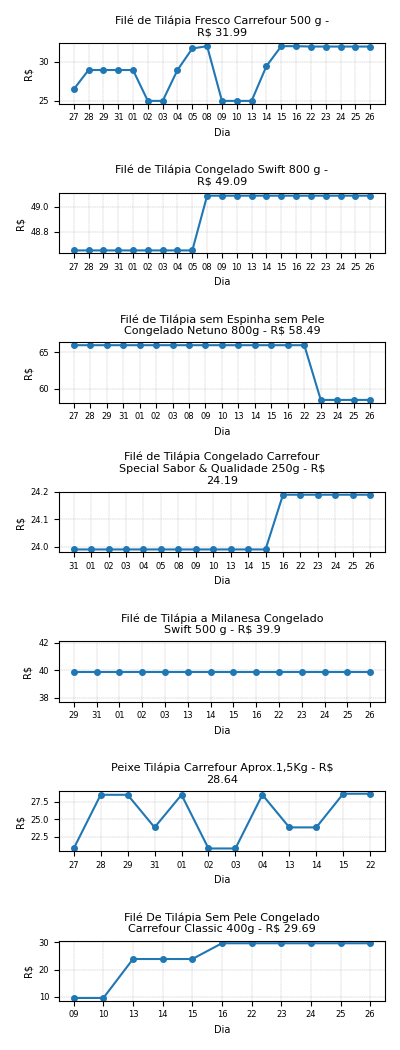 Filé de Tilápia Fresco Carrefour 500 g -
R$ 31.99
30
25
R$
27 28 29 31 01 02 03 04 05 08 09 10 13 14 15 16 22 23 24 25 26
Dia
Filé de Tilápia Congelado Swift 800 g -
R$ 49.09
49.0
48.8
R$
27 28 29 31 01 02 03 04 05 08 09 10 13 14 15 16 22 23 24 25 26
Dia
Filé de Tilápia sem Espinha sem Pele
Congelado Netuno 800g - R$ 58.49
65
60
R$
27 28 29 31 01 02 03 08 09 10 13 14 15 16 22 23 24 25 26
Dia
Filé de Tilápia Congelado Carrefour
Special Sabor & Qualidade 250g - R$
24.19
24.2
24.1
24.0
R$
31 01 02 03 04 05 08 09 10 13 14 15 16 22 23 24 25 26
Dia
Filé de Tilápia a Milanesa Congelado
Swift 500 g - R$ 39.9
42
40
38
R$
29 31 01 02 03 13 14 15 16 22 23 24 25 26
Dia
Peixe Tilápia Carrefour Aprox.1,5Kg - R$
28.64
27.5
25.0
22.5
R$
27 28 29 31 01 02 03 04 13 14 15 22
Dia
Filé De Tilápia Sem Pele Congelado
Carrefour Classic 400g - R$ 29.69
30
20
10
R$
09 10 13 14 15 16 22 23 24 25 26
Dia